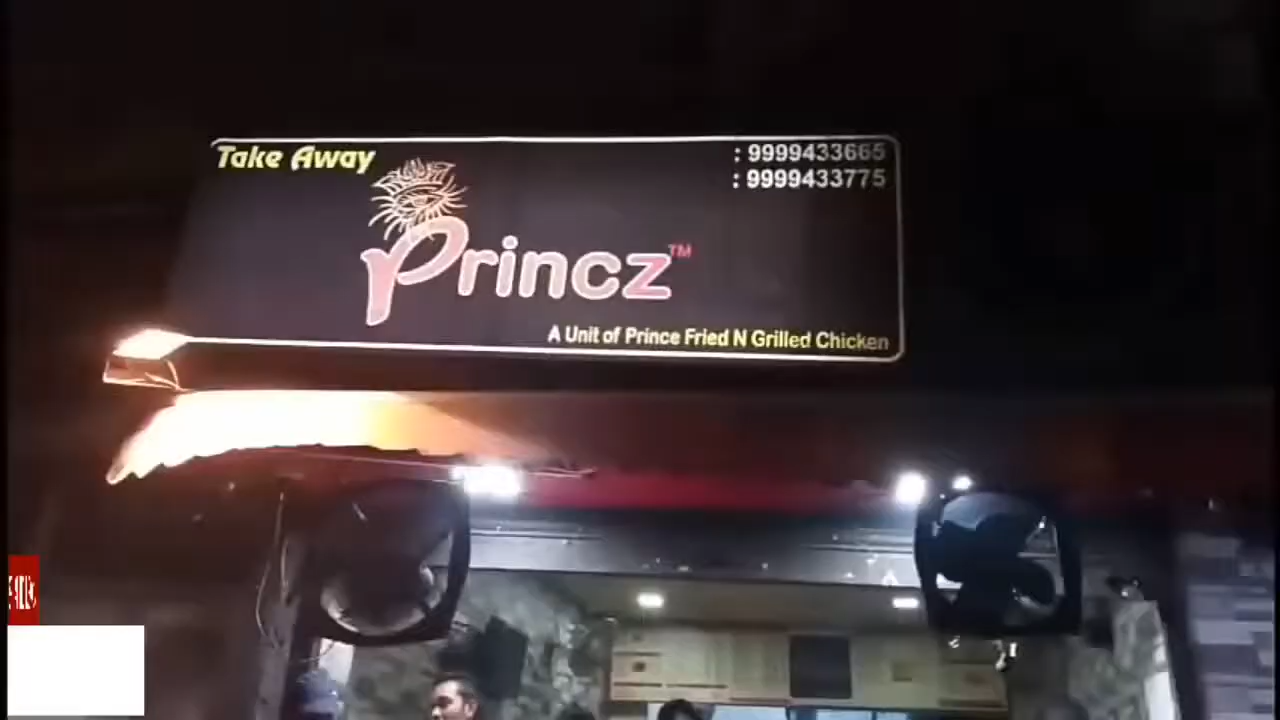 Take Away
: 9999433665
: 9999433775
Princz™
A Unit of Prince Fried N Grilled Chicken